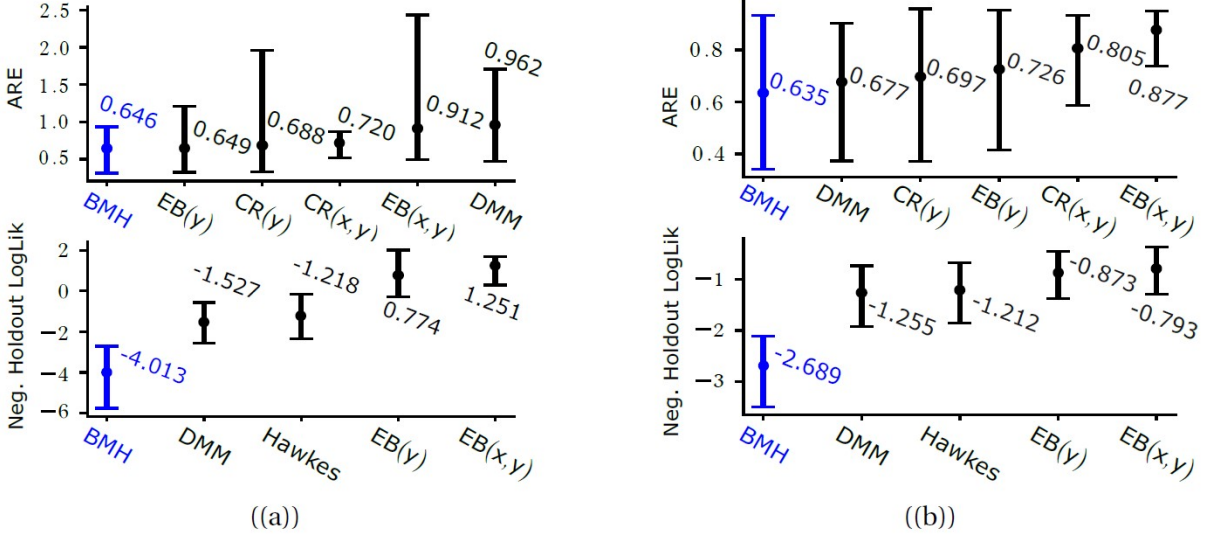 2.5
2.0
1.5
1.0
0.5
ARE
0.646
0.649
0.688
0.720
0.912
0.962
BMH
EB(y)
CR(y)
CR(x,y)
EB(x,y)
DMM
2
0
−2
−4
−6
Neg. Holdout LogLik
-4.013
-1.527
-1.218
0.774
1.251
BMH
DMM
Hawkes
EB(y)
EB(x,y)
((a))
0.8
0.6
0.4
ARE
0.635
0.677
0.697
0.726
0.805
0.877
BMH
DMM
CR(y)
EB(y)
CR(x,y)
EB(x,y)
−1
−2
−3
Neg. Holdout LogLik
-2.689
-1.255
-1.212
-0.873
-0.793
BMH
DMM
Hawkes
EB(y)
EB(x,y)
((b))